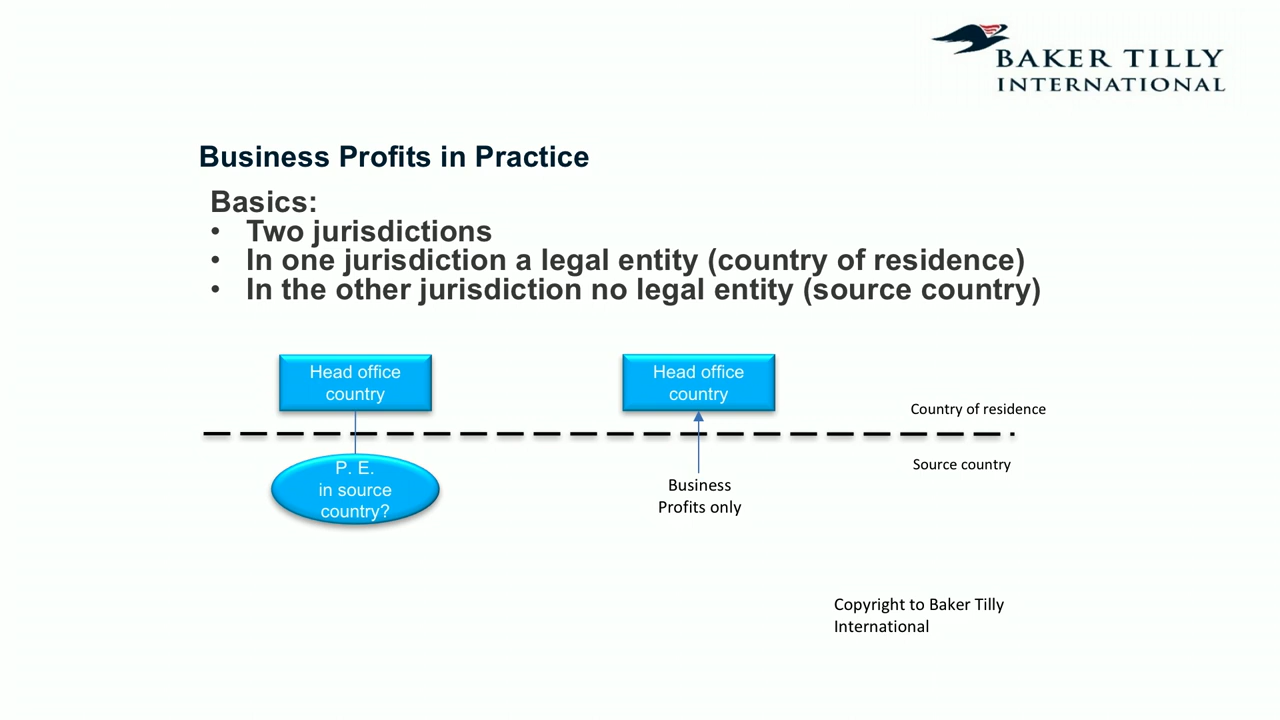 BAKER TILLY
INTERNATIONAL
Business Profits in Practice
Basics:
• Two jurisdictions
• In one jurisdiction a legal entity (country of residence)
• In the other jurisdiction no legal entity (source country)
Head office
country
Head office
country
Country of residence
P. E.
in source
country?
Source country
Business
Profits only
Copyright to Baker Tilly
International